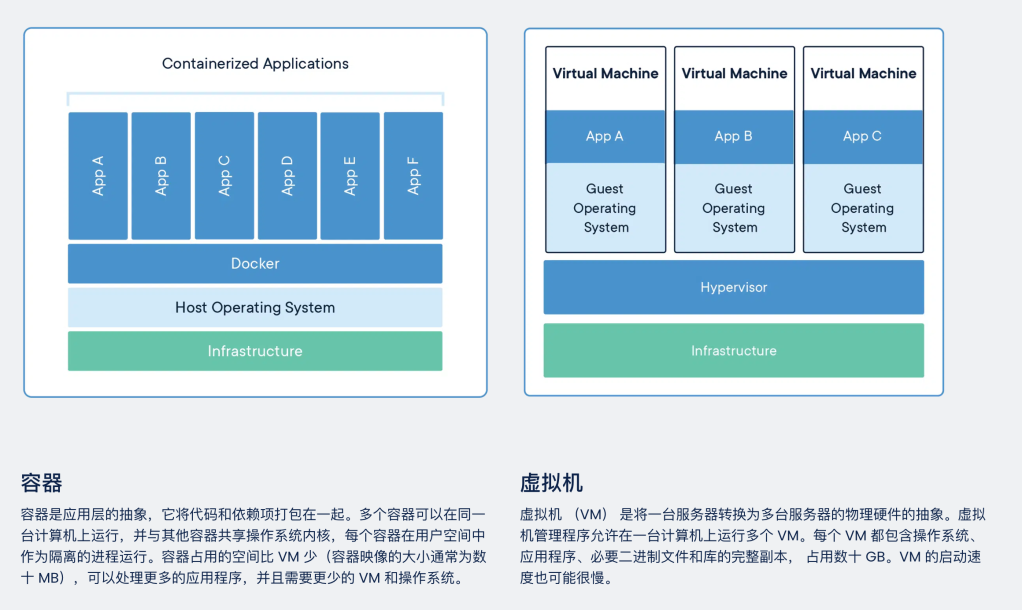 Containerized Applications
App A
App B
App C
App D
App E
App F
Docker
Host Operating System
Infrastructure
Virtual Machine
App A
Guest
Operating
System
Virtual Machine
App B
Guest
Operating
System
Virtual Machine
App C
Guest
Operating
System
Hypervisor
Infrastructure
容器
容器是应用层的抽象，它将代码和依赖项打包在一起。多个容器可以在同一
台计算机上运行，并与其他容器共享操作系统内核，每个容器在用户空间中
作为隔离的进程运行。容器占用的空间比 VM 少（容器映像的大小通常为数
十 MB），可以处理更多的应用程序，并且需要更少的 VM 和操作系统。
虚拟机
虚拟机 （VM） 是将一台服务器转换为多台服务器的物理硬件的抽象。虚拟
机管理程序允许在一台计算机上运行多个 VM。每个 VM 都包含操作系统、
应用程序、必要二进制文件和库的完整副本， 占用数十 GB。VM 的启动速
度也可能很慢。